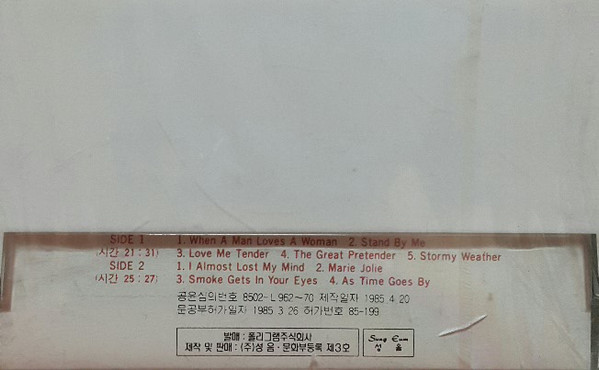 SIDE 1 1. When A Man Loves A Woman 2. Stand By Me
(시간 21 : 31) 3. Love Me Tender 4. The Great Pretender 5. Stormy Weather
SIDE 2 1. I Almost Lost My Mind 2. Marie Jolie
(시간 25 : 27) 3. Smoke Gets In Your Eyes 4. As Time Goes By
공윤심의번호 8502-L962~70 제작일자 1985. 4. 20
문공부허가일자 1985. 3. 26 허가번호 85-199
발매 : 폴리그램주식회사
제작 및 판매 : (주)성 음·문화부등록 제3호
Sung Eum
성 음